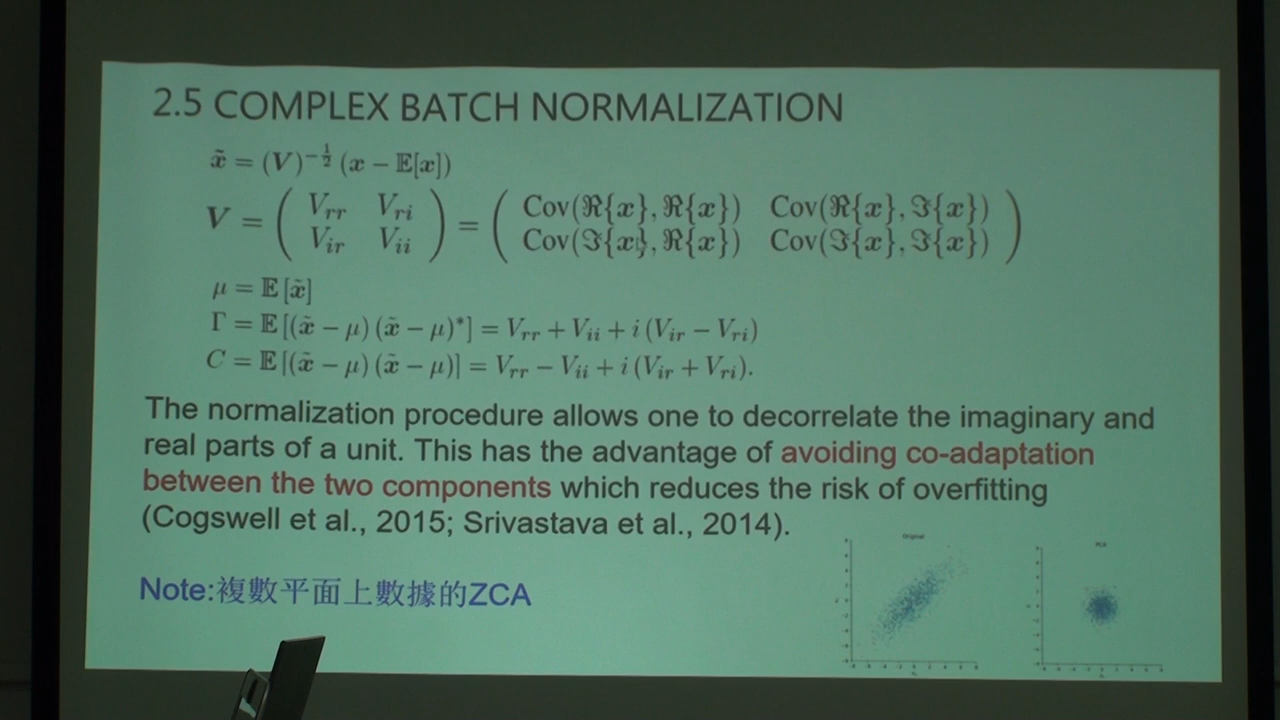 2.5 COMPLEX BATCH NORMALIZATION
x̃ = (V)^{-1/2} (x − 𝔼[x])
V = ( V_rr V_ri ) = ( Cov(ℜ{x}, ℜ{x}) Cov(ℜ{x}, ℑ{x}) )
( V_ir V_ii ) ( Cov(ℑ{x}, ℜ{x}) Cov(ℑ{x}, ℑ{x}) )
μ = 𝔼 [x̃]
Γ = 𝔼 [(x̃ − μ) (x̃ − μ)*] = V_rr + V_ii + i (V_ir − V_ri)
C = 𝔼 [(x̃ − μ) (x̃ − μ)] = V_rr − V_ii + i (V_ir + V_ri).
The normalization procedure allows one to decorrelate the imaginary and
real parts of a unit. This has the advantage of avoiding co-adaptation
between the two components which reduces the risk of overfitting
(Cogswell et al., 2015; Srivastava et al., 2014).
Original
PCA
Note:複數平面上數據的ZCA